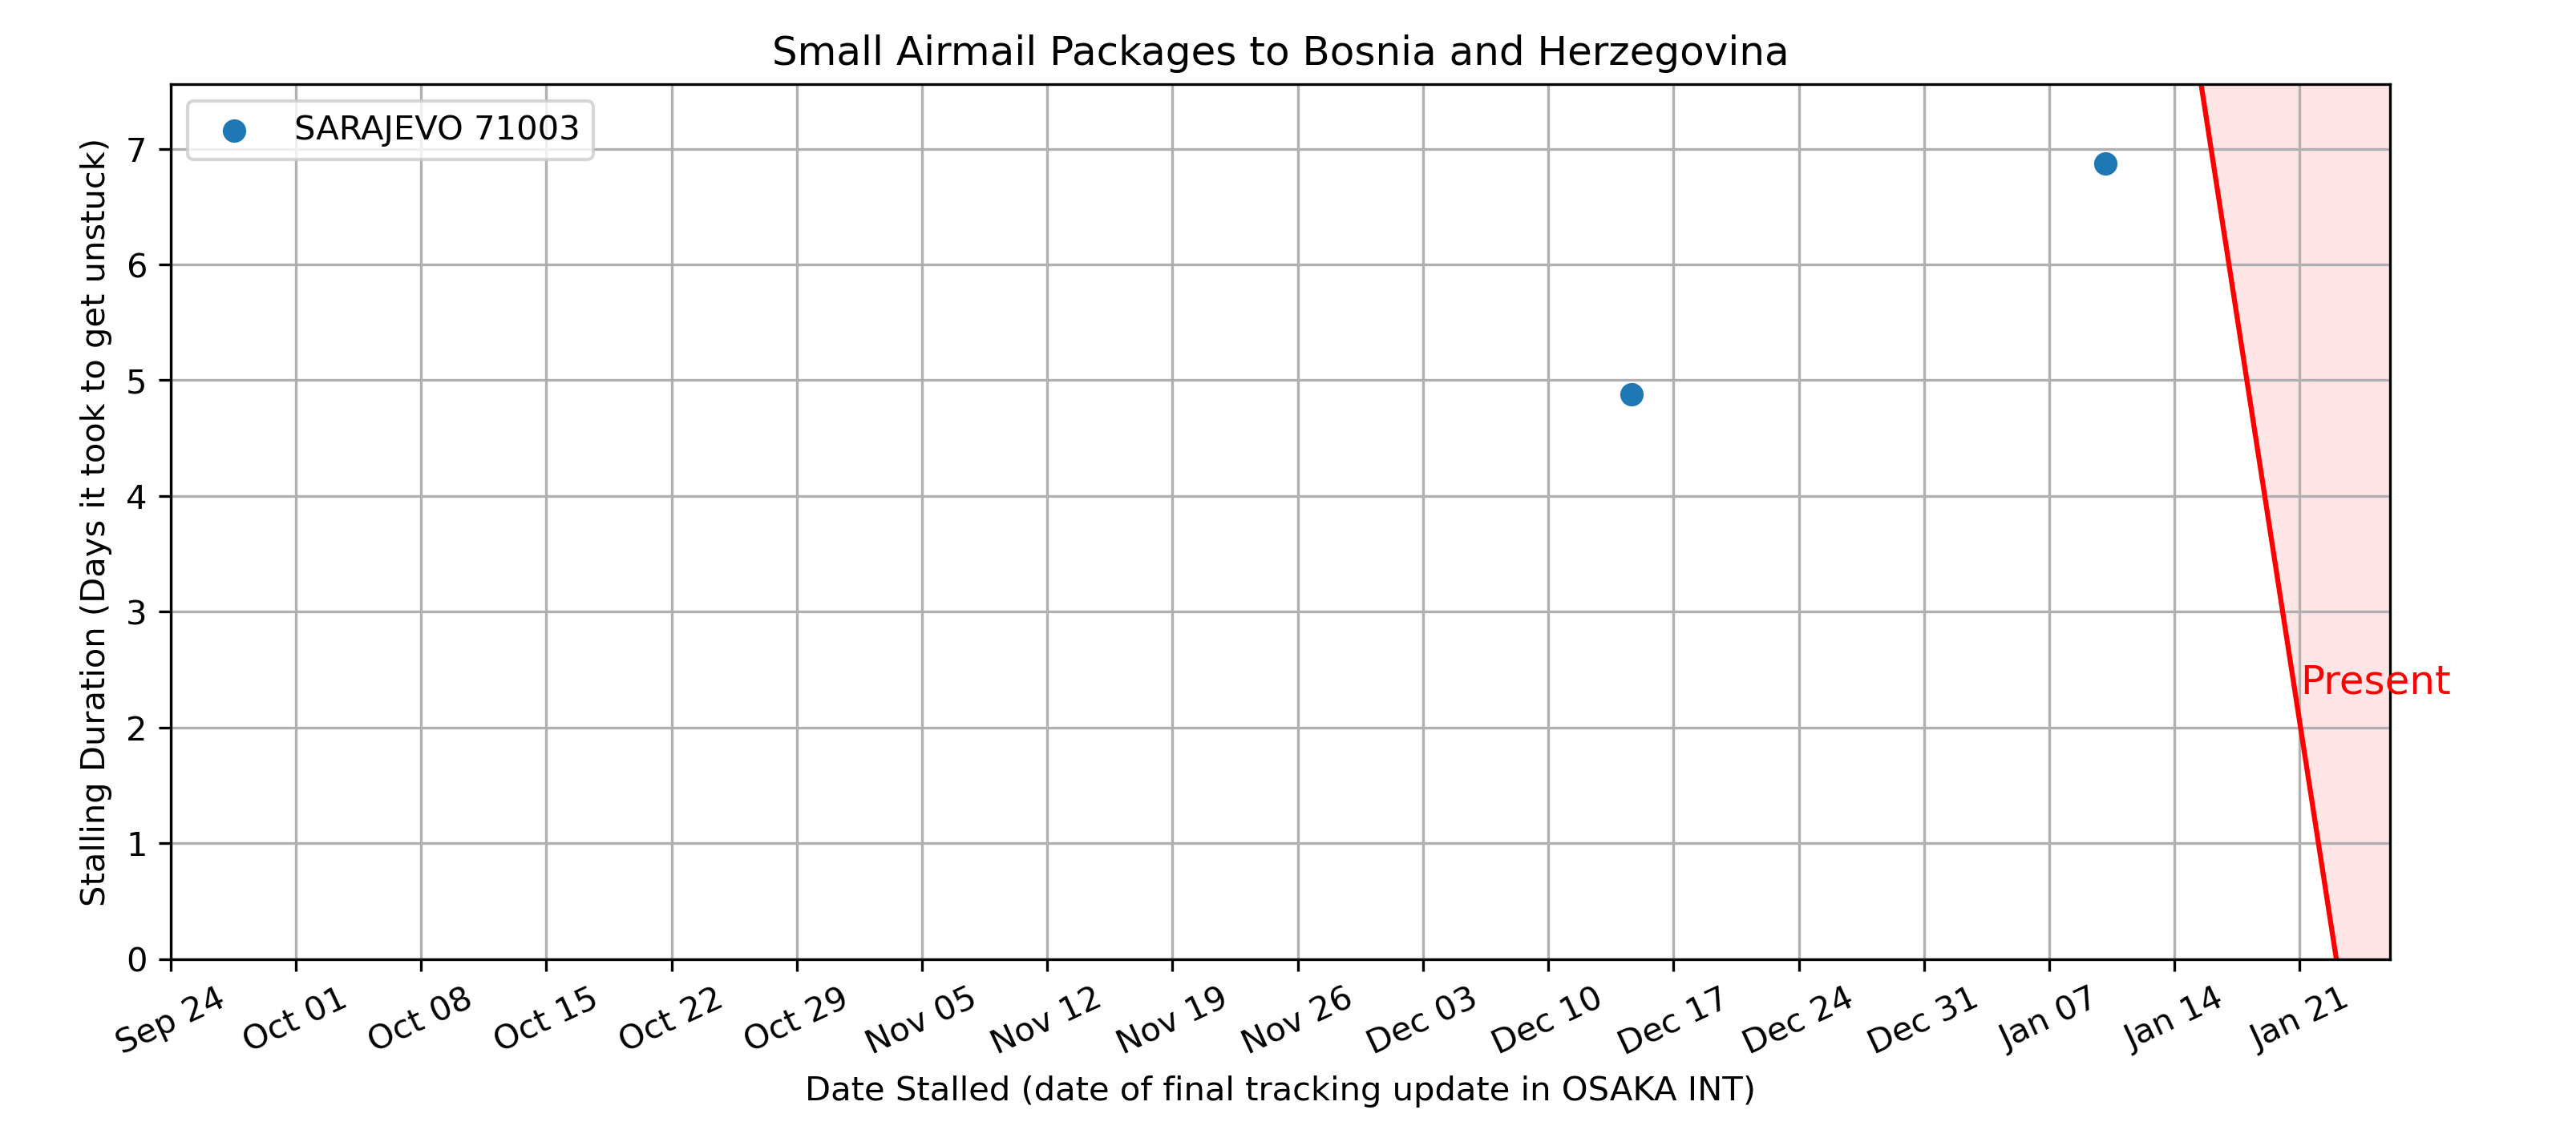 Small Airmail Packages to Bosnia and Herzegovina
SARAJEVO 71003
Stalling Duration (Days it took to get unstuck)
7
6
5
4
3
2
1
0
Present
Sep 24
Oct 01
Oct 08
Oct 15
Oct 22
Oct 29
Nov 05
Nov 12
Nov 19
Nov 26
Dec 03
Dec 10
Dec 17
Dec 24
Dec 31
Jan 07
Jan 14
Jan 21
Date Stalled (date of final tracking update in OSAKA INT)